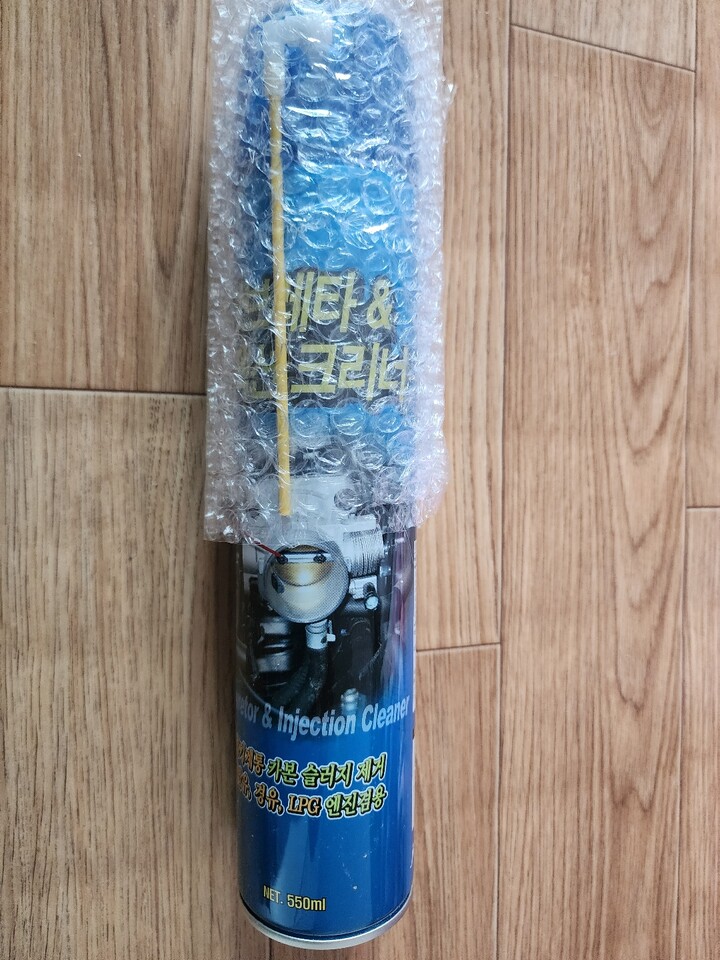 네타 &
크리너
Injection Cleaner
카본 슬러지 제거
경유, LPG 엔진겸용
NET. 550ml